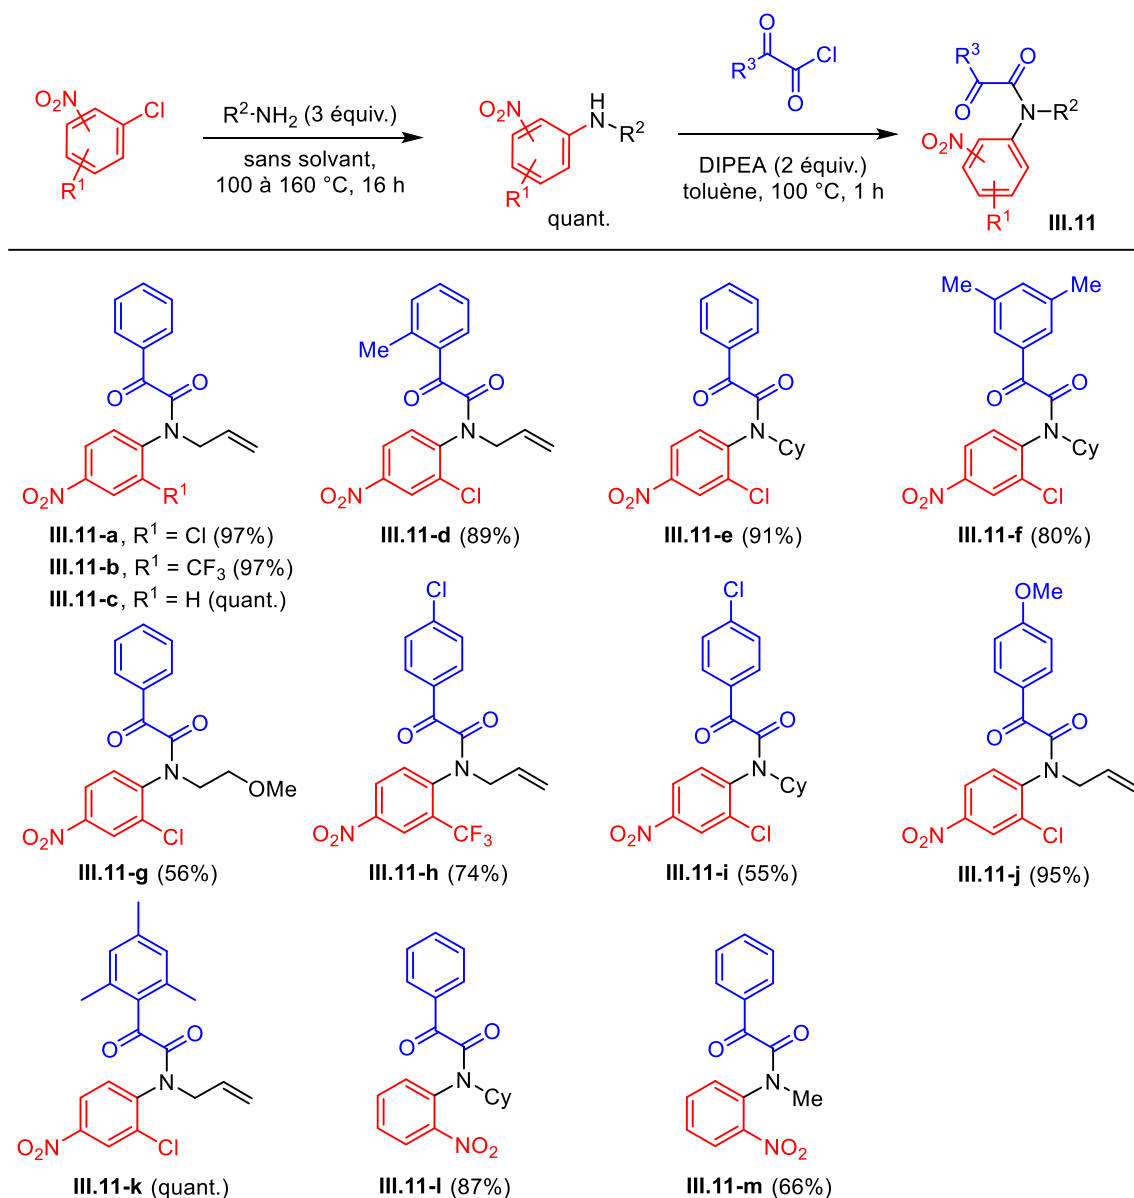 O₂N
Cl
R¹
R²-NH₂ (3 équiv.)
sans solvant,
100 à 160 °C, 16 h
O₂N
H
N
R²
R¹
quant.
O
R³
Cl
O
DIPEA (2 équiv.)
toluène, 100 °C, 1 h
R³
O
O
N
R²
O₂N
R¹
III.11
O
O
N
O₂N
R¹
III.11-a, R¹ = Cl (97%)
III.11-b, R¹ = CF₃ (97%)
III.11-c, R¹ = H (quant.)
Me
O
O
N
O₂N
Cl
III.11-d (89%)
O
O
N
Cy
O₂N
Cl
III.11-e (91%)
Me
Me
O
O
N
Cy
O₂N
Cl
III.11-f (80%)
O
O
N
OMe
O₂N
Cl
III.11-g (56%)
Cl
O
O
N
O₂N
CF₃
III.11-h (74%)
Cl
O
O
N
Cy
O₂N
Cl
III.11-i (55%)
OMe
O
O
N
O₂N
Cl
III.11-j (95%)
O
O
N
O₂N
Cl
III.11-k (quant.)
O
O
N
Cy
NO₂
III.11-l (87%)
O
O
N
Me
NO₂
III.11-m (66%)